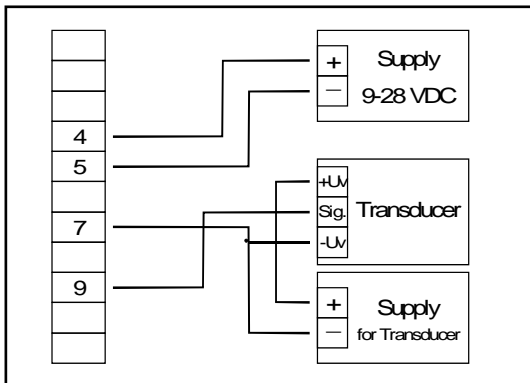 4
5
7
9
+
−
Supply
9-28 VDC
+Uv
Sig.
-Uv
Transducer
+
−
Supply
for Transducer